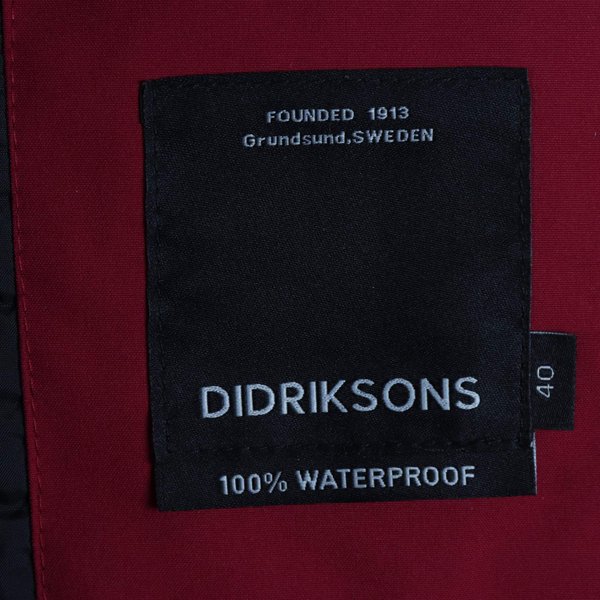 FOUNDED 1913
Grundsund,SWEDEN
DIDRIKSONS
40
100% WATERPROOF